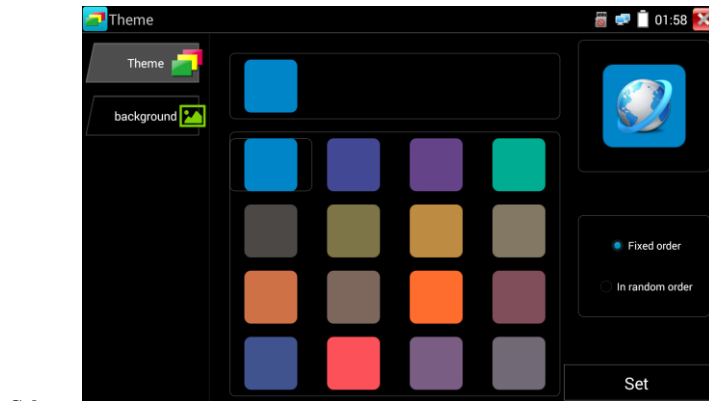 Theme
01:58
Theme
background
Fixed order
In random order
Set